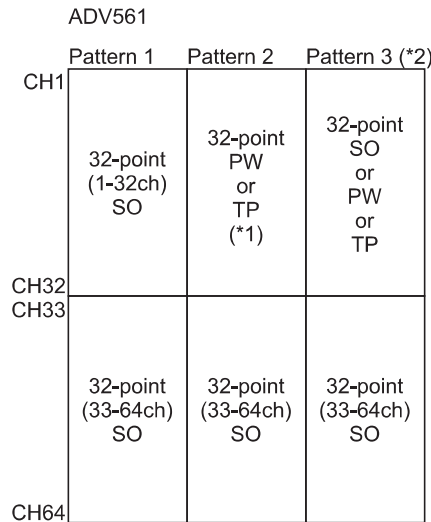 ADV561
Pattern 1
Pattern 2
Pattern 3 (*2)
CH1
32-point
(1-32ch)
SO
32-point
PW
or
TP
(*1)
32-point
SO
or
PW
or
TP
CH32
CH33
32-point
(33-64ch)
SO
32-point
(33-64ch)
SO
32-point
(33-64ch)
SO
CH64